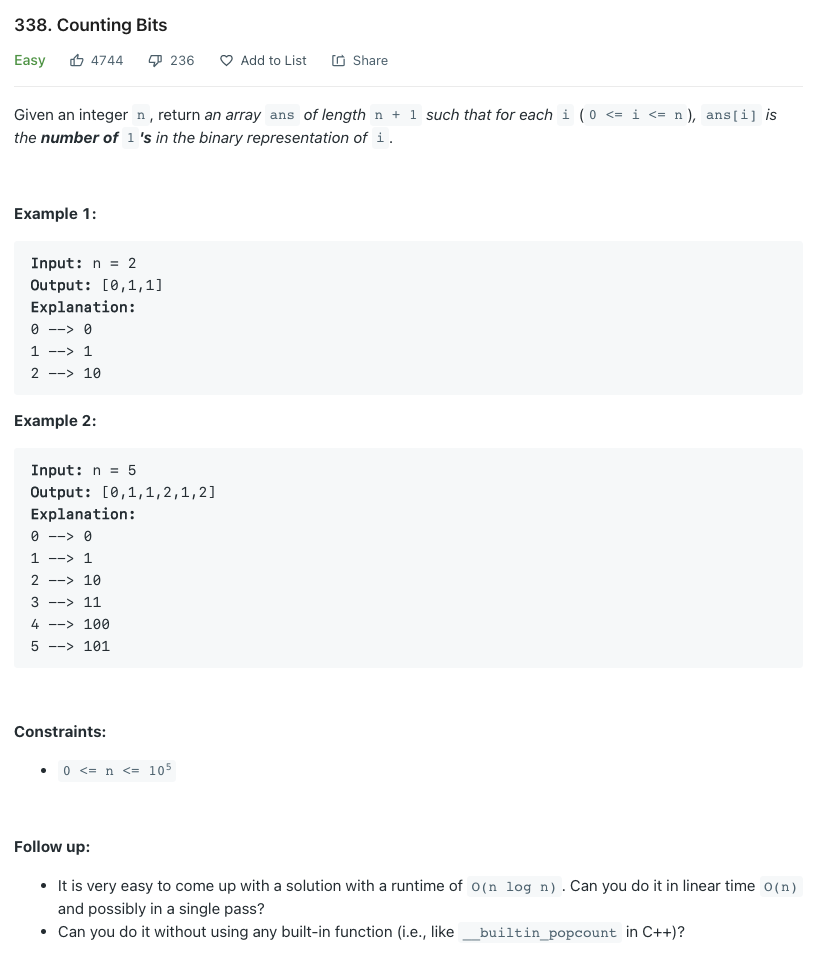 338. Counting Bits
Easy 4744 236 Add to List Share
Given an integer n, return an array ans of length n + 1 such that for each i (0 <= i <= n), ans[i] is
the number of 1's in the binary representation of i.
Example 1:
Input: n = 2
Output: [0,1,1]
Explanation:
0 --> 0
1 --> 1
2 --> 10
Example 2:
Input: n = 5
Output: [0,1,1,2,1,2]
Explanation:
0 --> 0
1 --> 1
2 --> 10
3 --> 11
4 --> 100
5 --> 101
Constraints:
• 0 <= n <= 10⁵
Follow up:
• It is very easy to come up with a solution with a runtime of O(n log n). Can you do it in linear time O(n)
and possibly in a single pass?
• Can you do it without using any built-in function (i.e., like __builtin_popcount in C++)?